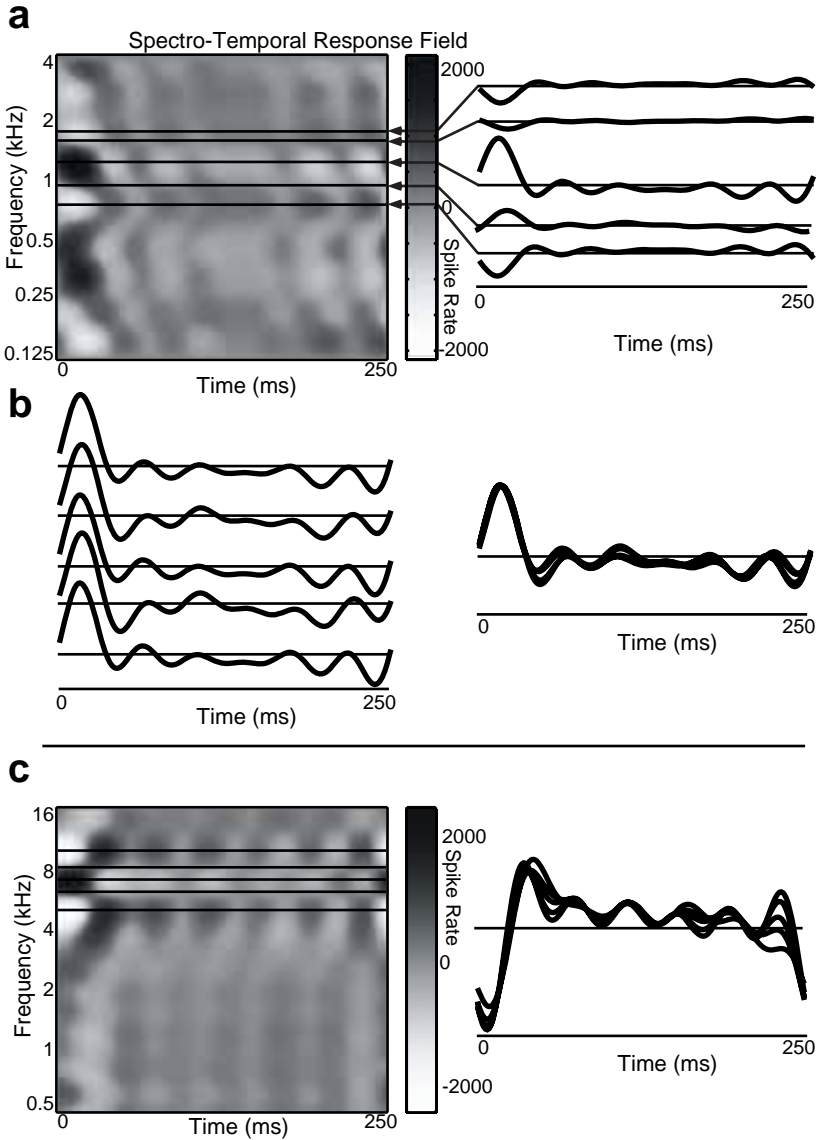 a
Spectro-Temporal Response Field
Frequency (kHz)
4
2
1
0.5
0.25
0.125
0
250
Time (ms)
2000
0
-2000
Spike Rate
0
250
Time (ms)
b
0
250
Time (ms)
0
250
Time (ms)
c
Frequency (kHz)
16
8
4
2
1
0.5
0
250
Time (ms)
2000
0
-2000
Spike Rate
0
250
Time (ms)